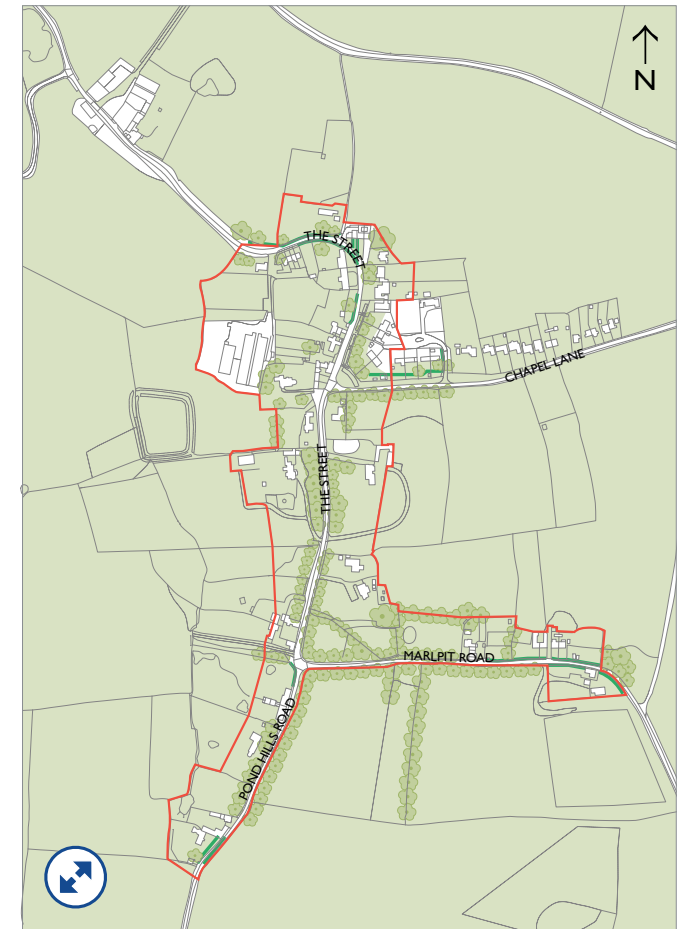 N
THE STREET
CHAPEL LANE
THE STREET
MARLPIT ROAD
POND HILLS ROAD